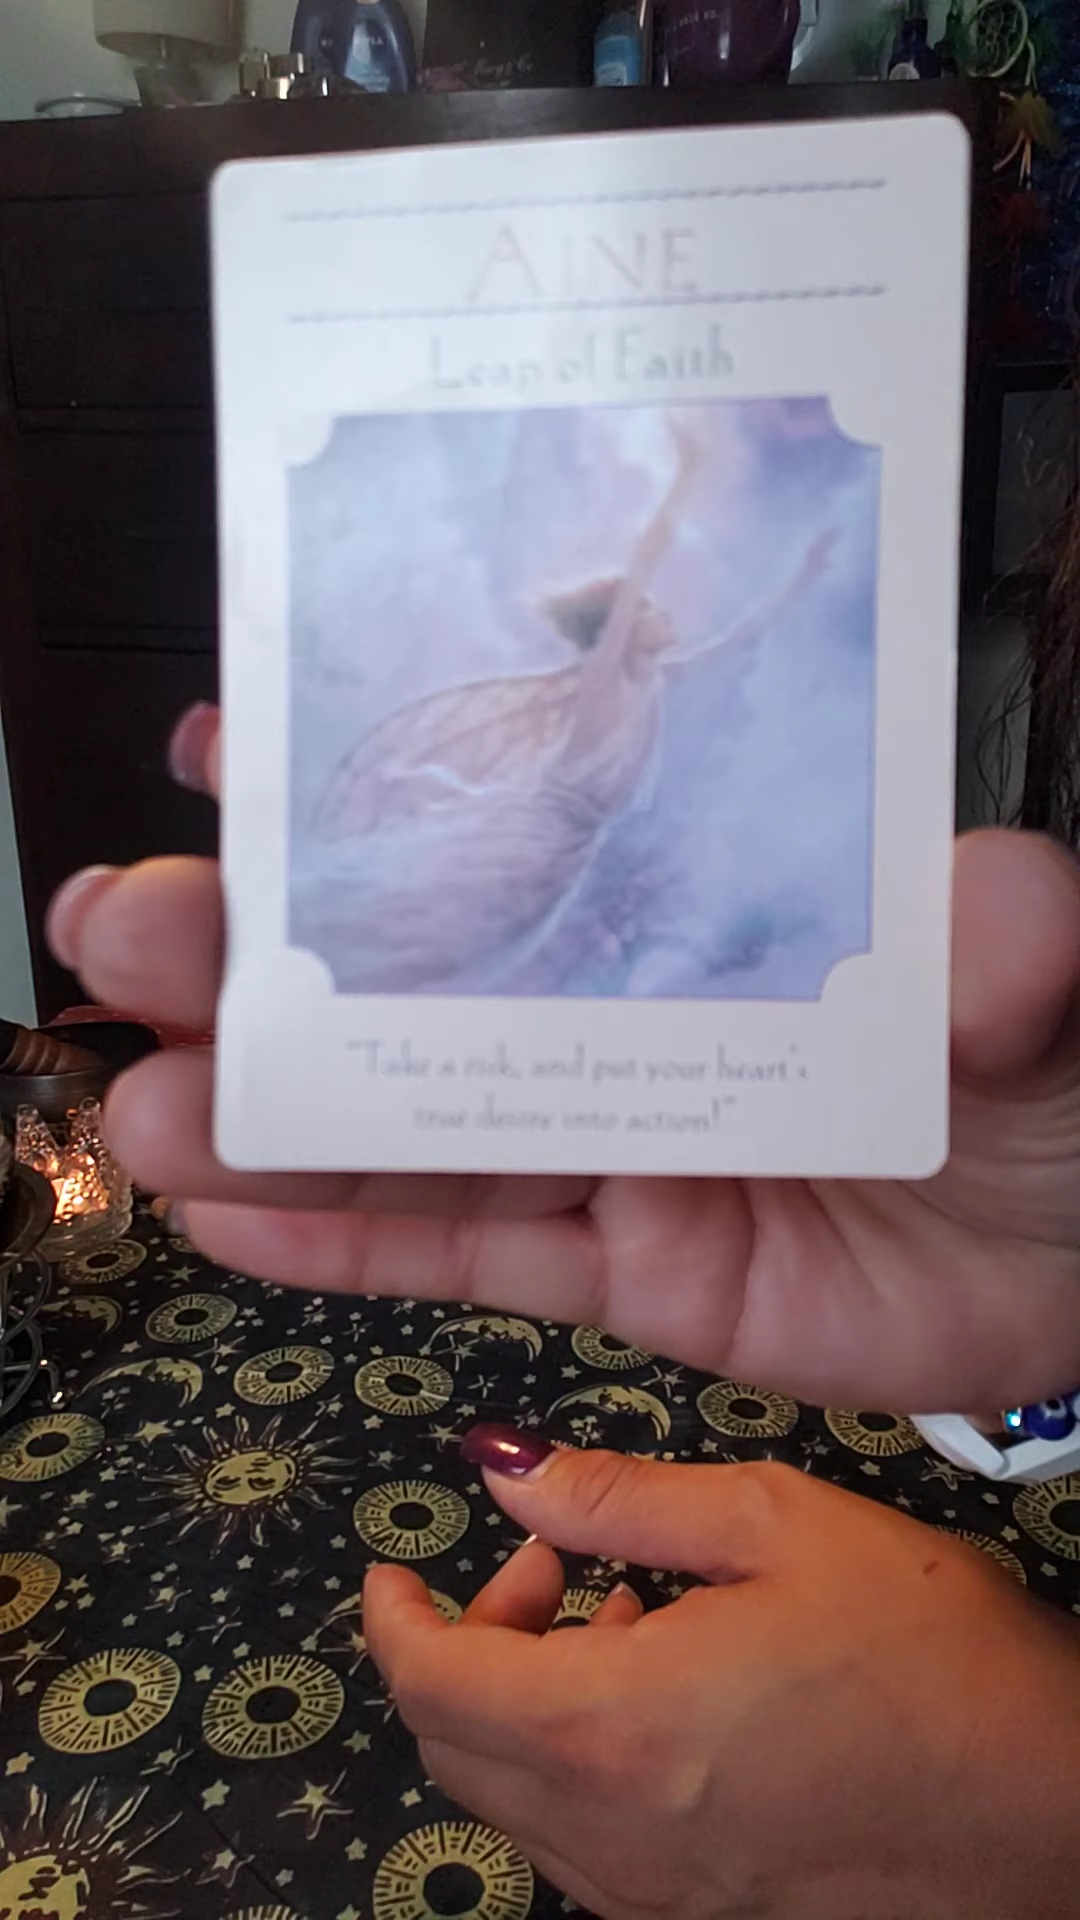 AINE
Leap of Faith
"Take a risk, and put your heart's
true desire into action!"